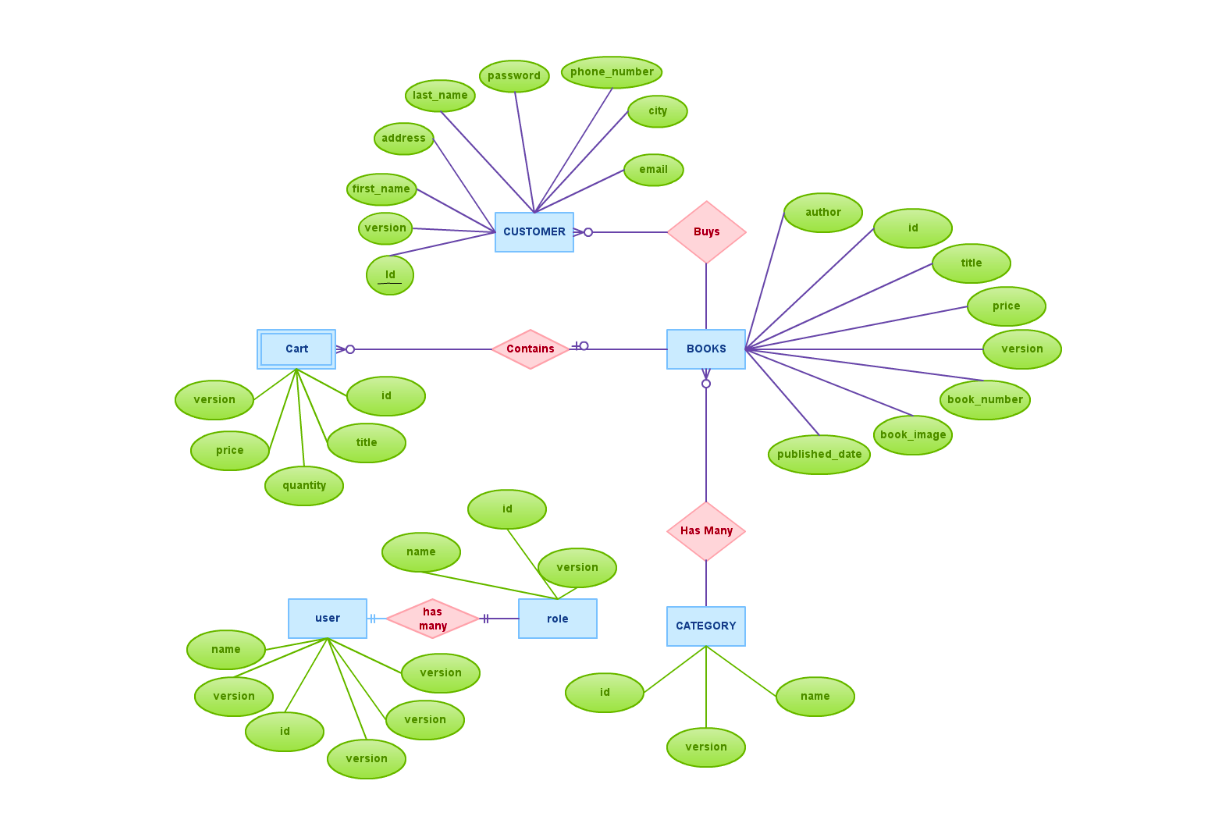 phone_number
password
last_name
city
address
email
first_name
author
version
id
CUSTOMER
Buys
title
Id
price
Cart
Contains
BOOKS
version
version
id
book_number
price
title
book_image
published_date
quantity
id
Has Many
name
version
user
has
many
role
CATEGORY
name
version
version
id
name
version
id
version
version